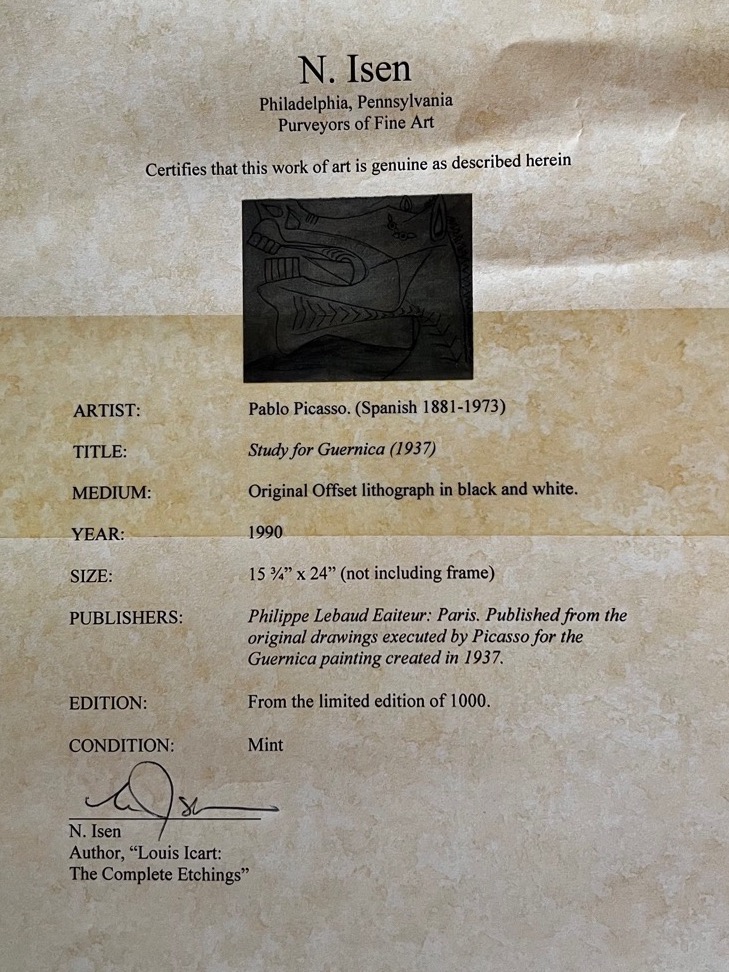 N. Isen
Philadelphia, Pennsylvania
Purveyors of Fine Art
Certifies that this work of art is genuine as described herein
ARTIST: Pablo Picasso. (Spanish 1881-1973)
TITLE: Study for Guernica (1937)
MEDIUM: Original Offset lithograph in black and white.
YEAR: 1990
SIZE: 15 ¾” x 24” (not including frame)
PUBLISHERS: Philippe Lebaud Eaiteur: Paris. Published from the
original drawings executed by Picasso for the
Guernica painting created in 1937.
EDITION: From the limited edition of 1000.
CONDITION: Mint
N. Isen
Author, “Louis Icart:
The Complete Etchings”